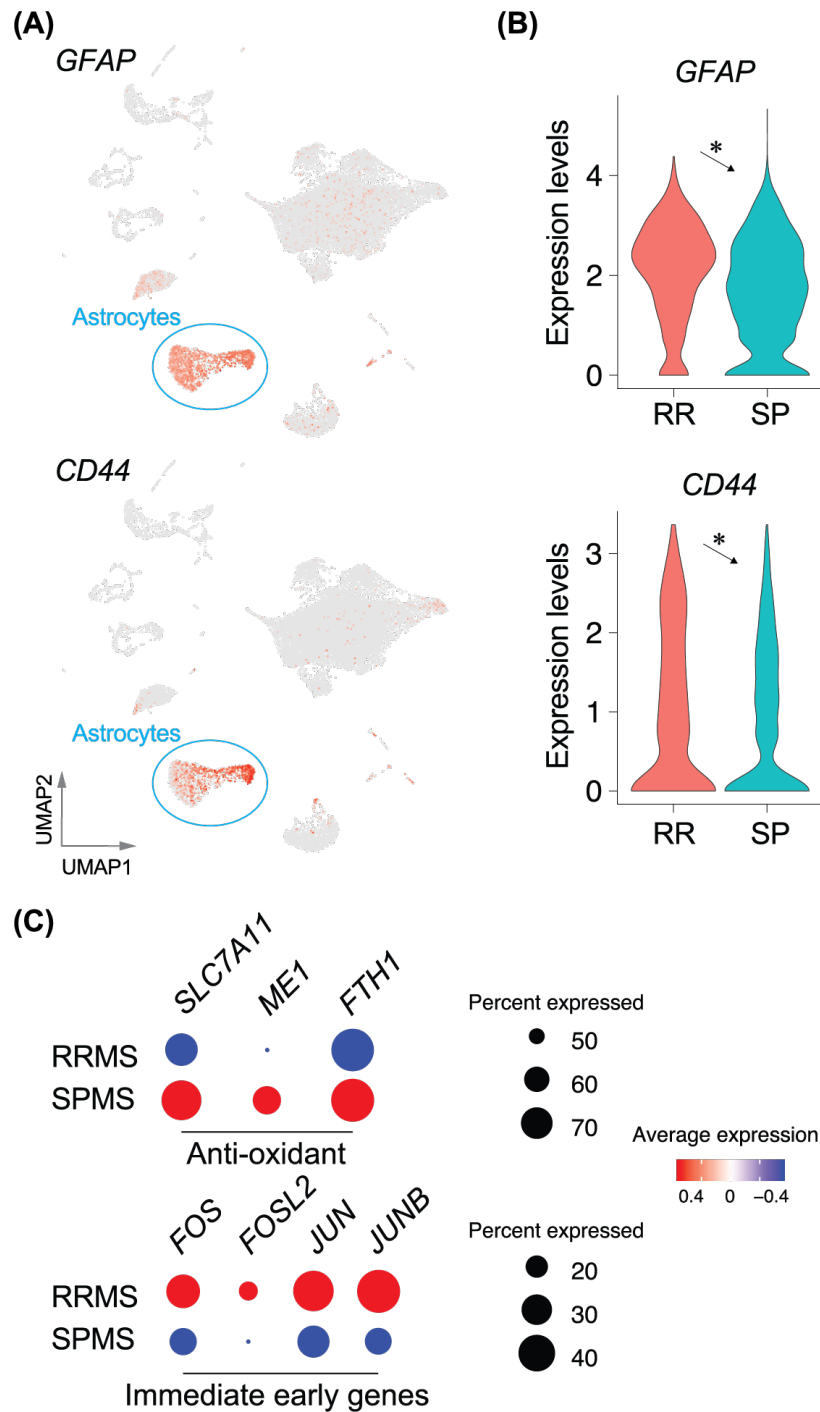 (A)
GFAP
Astrocytes
CD44
Astrocytes
UMAP2
UMAP1
(B)
GFAP
Expression levels
4
2
0
*
RR SP
CD44
Expression levels
3
2
1
0
*
RR SP
(C)
SLC7A11 ME1 FTH1
RRMS
SPMS
Anti-oxidant
Percent expressed
50
60
70
Average expression
0.4 0 −0.4
FOS FOSL2 JUN JUNB
RRMS
SPMS
Immediate early genes
Percent expressed
20
30
40